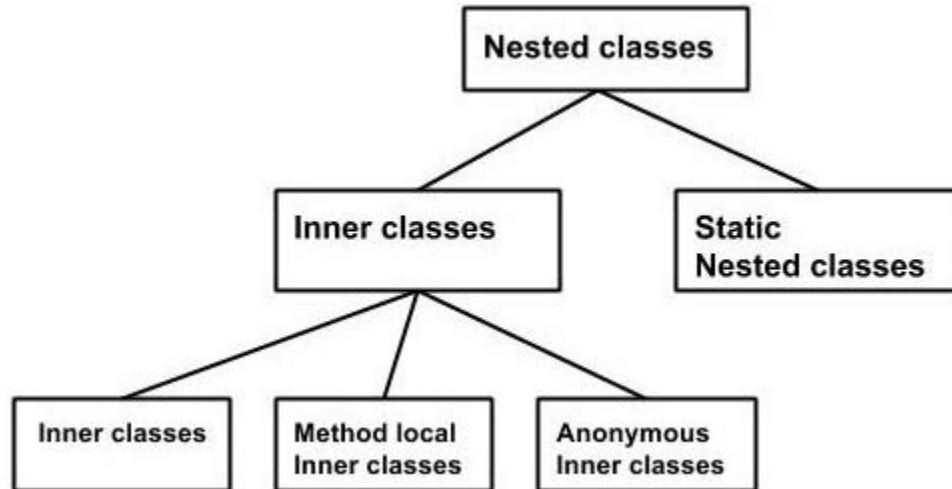 Nested classes
Inner classes
Static
Nested classes
Inner classes
Method local
Inner classes
Anonymous
Inner classes